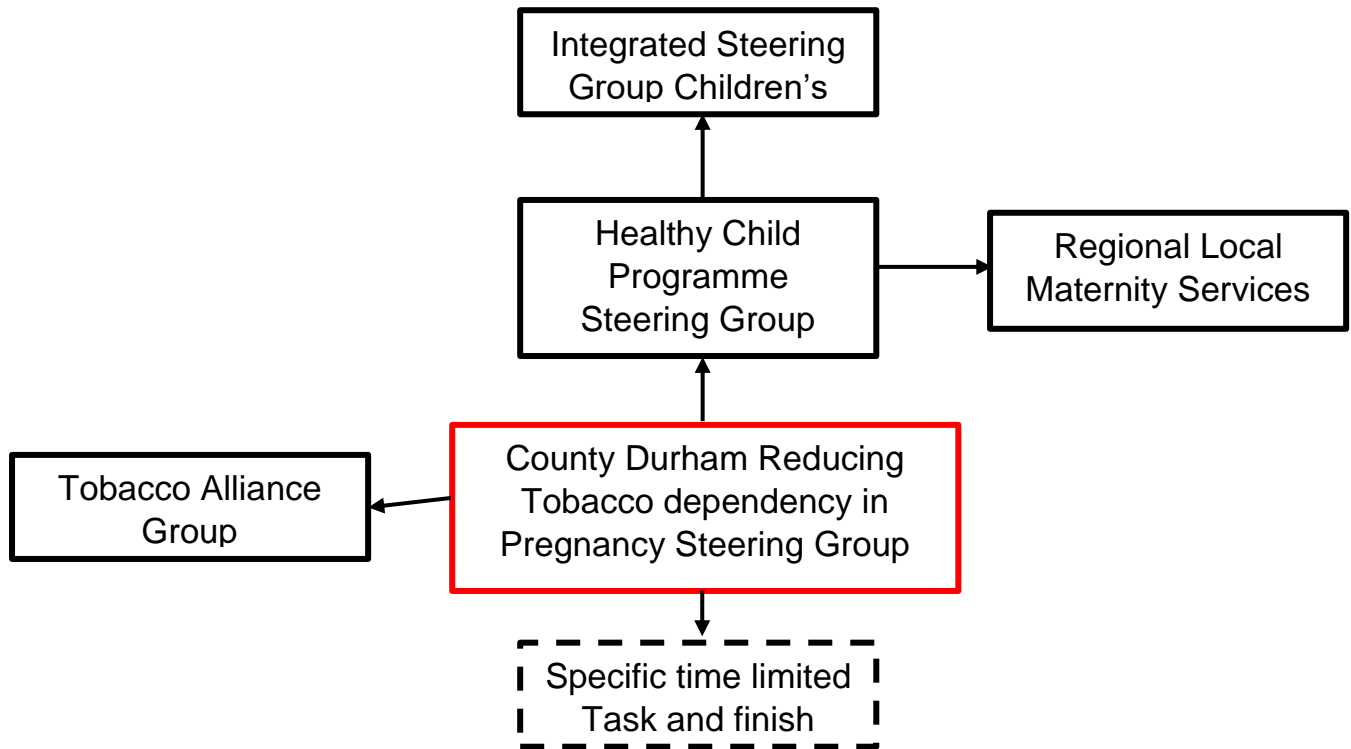 Integrated Steering
Group Children’s
Healthy Child
Programme
Steering Group
Regional Local
Maternity Services
County Durham Reducing
Tobacco dependency in
Pregnancy Steering Group
Tobacco Alliance
Group
Specific time limited
Task and finish